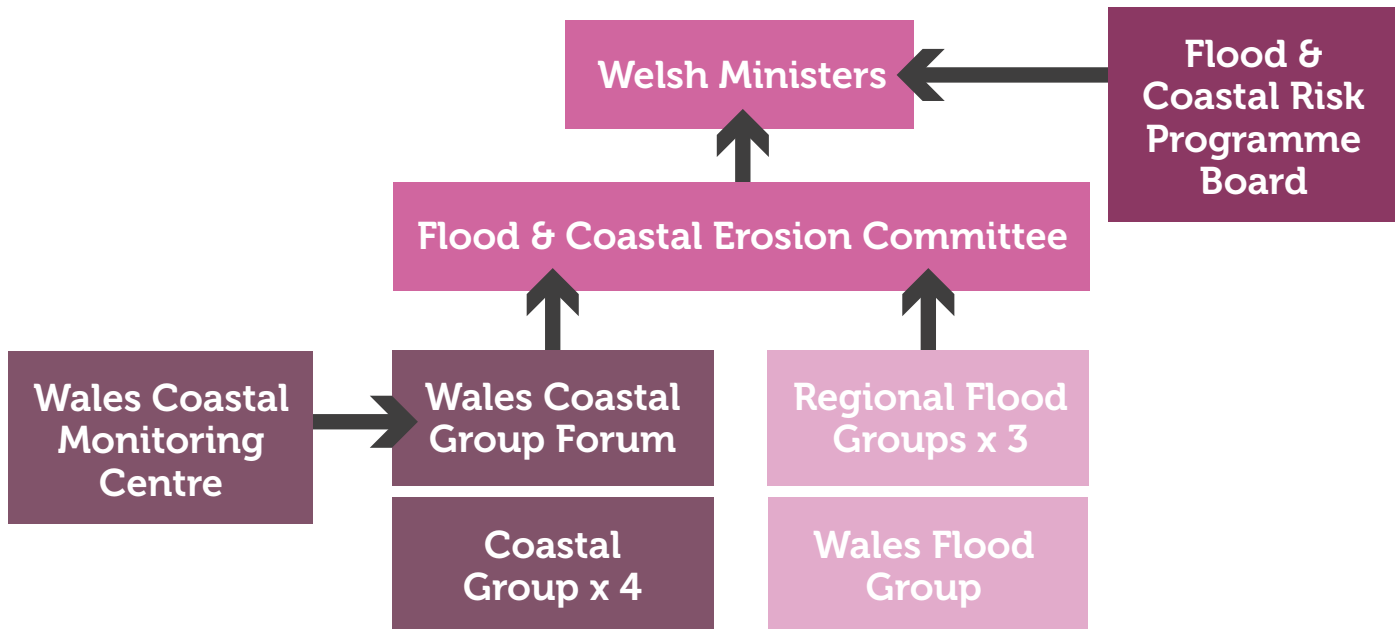 Welsh Ministers
Flood &
Coastal Risk
Programme
Board
Flood & Coastal Erosion Committee
Wales Coastal
Monitoring
Centre
Wales Coastal
Group Forum
Regional Flood
Groups x 3
Coastal
Group x 4
Wales Flood
Group